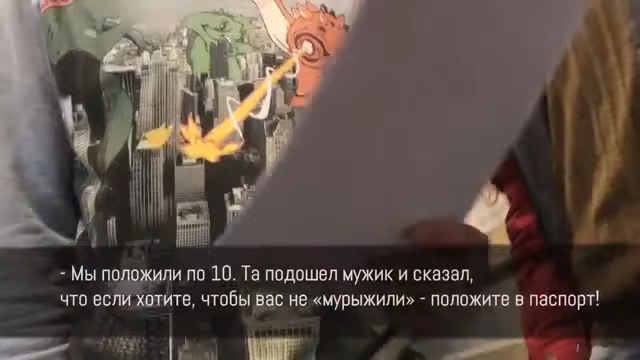 - Мы положили по 10. Та подошел мужик и сказал,
что если хотите, чтобы вас не «мурыжили» - положите в паспорт!